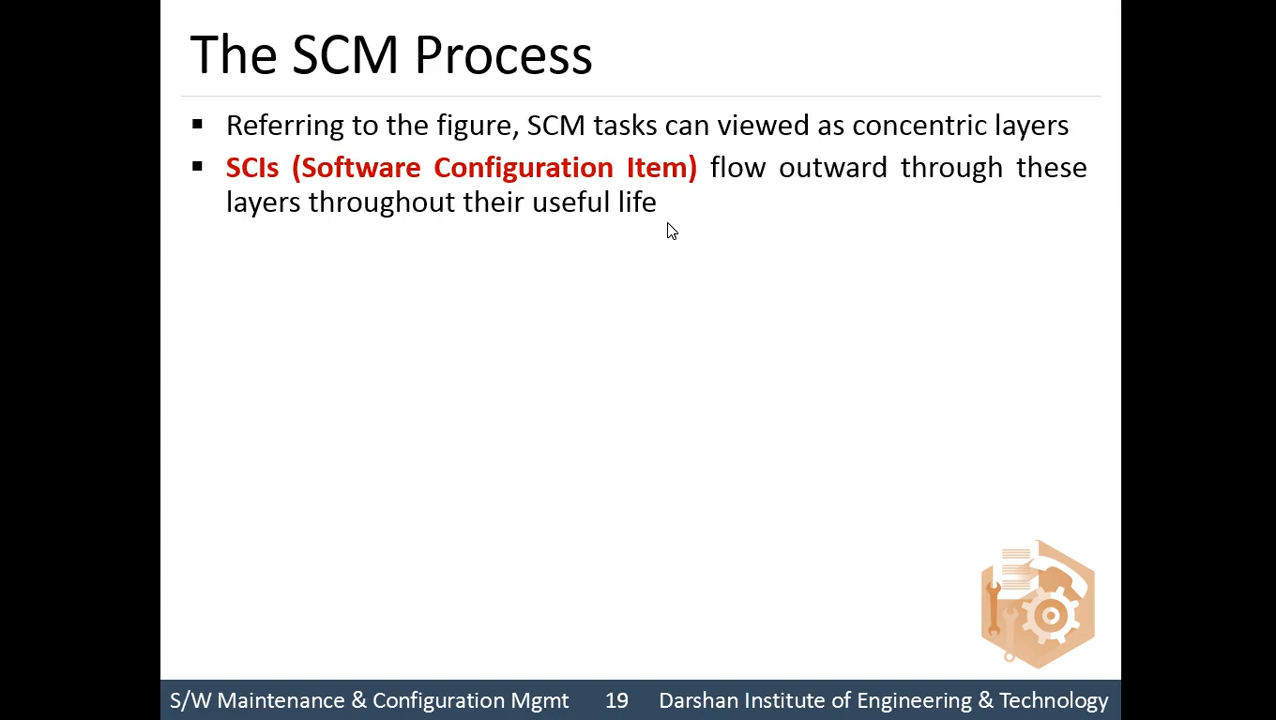 The SCM Process
▪ Referring to the figure, SCM tasks can viewed as concentric layers
▪ SCIs (Software Configuration Item) flow outward through these
layers throughout their useful life
S/W Maintenance & Configuration Mgmt 19 Darshan Institute of Engineering & Technology